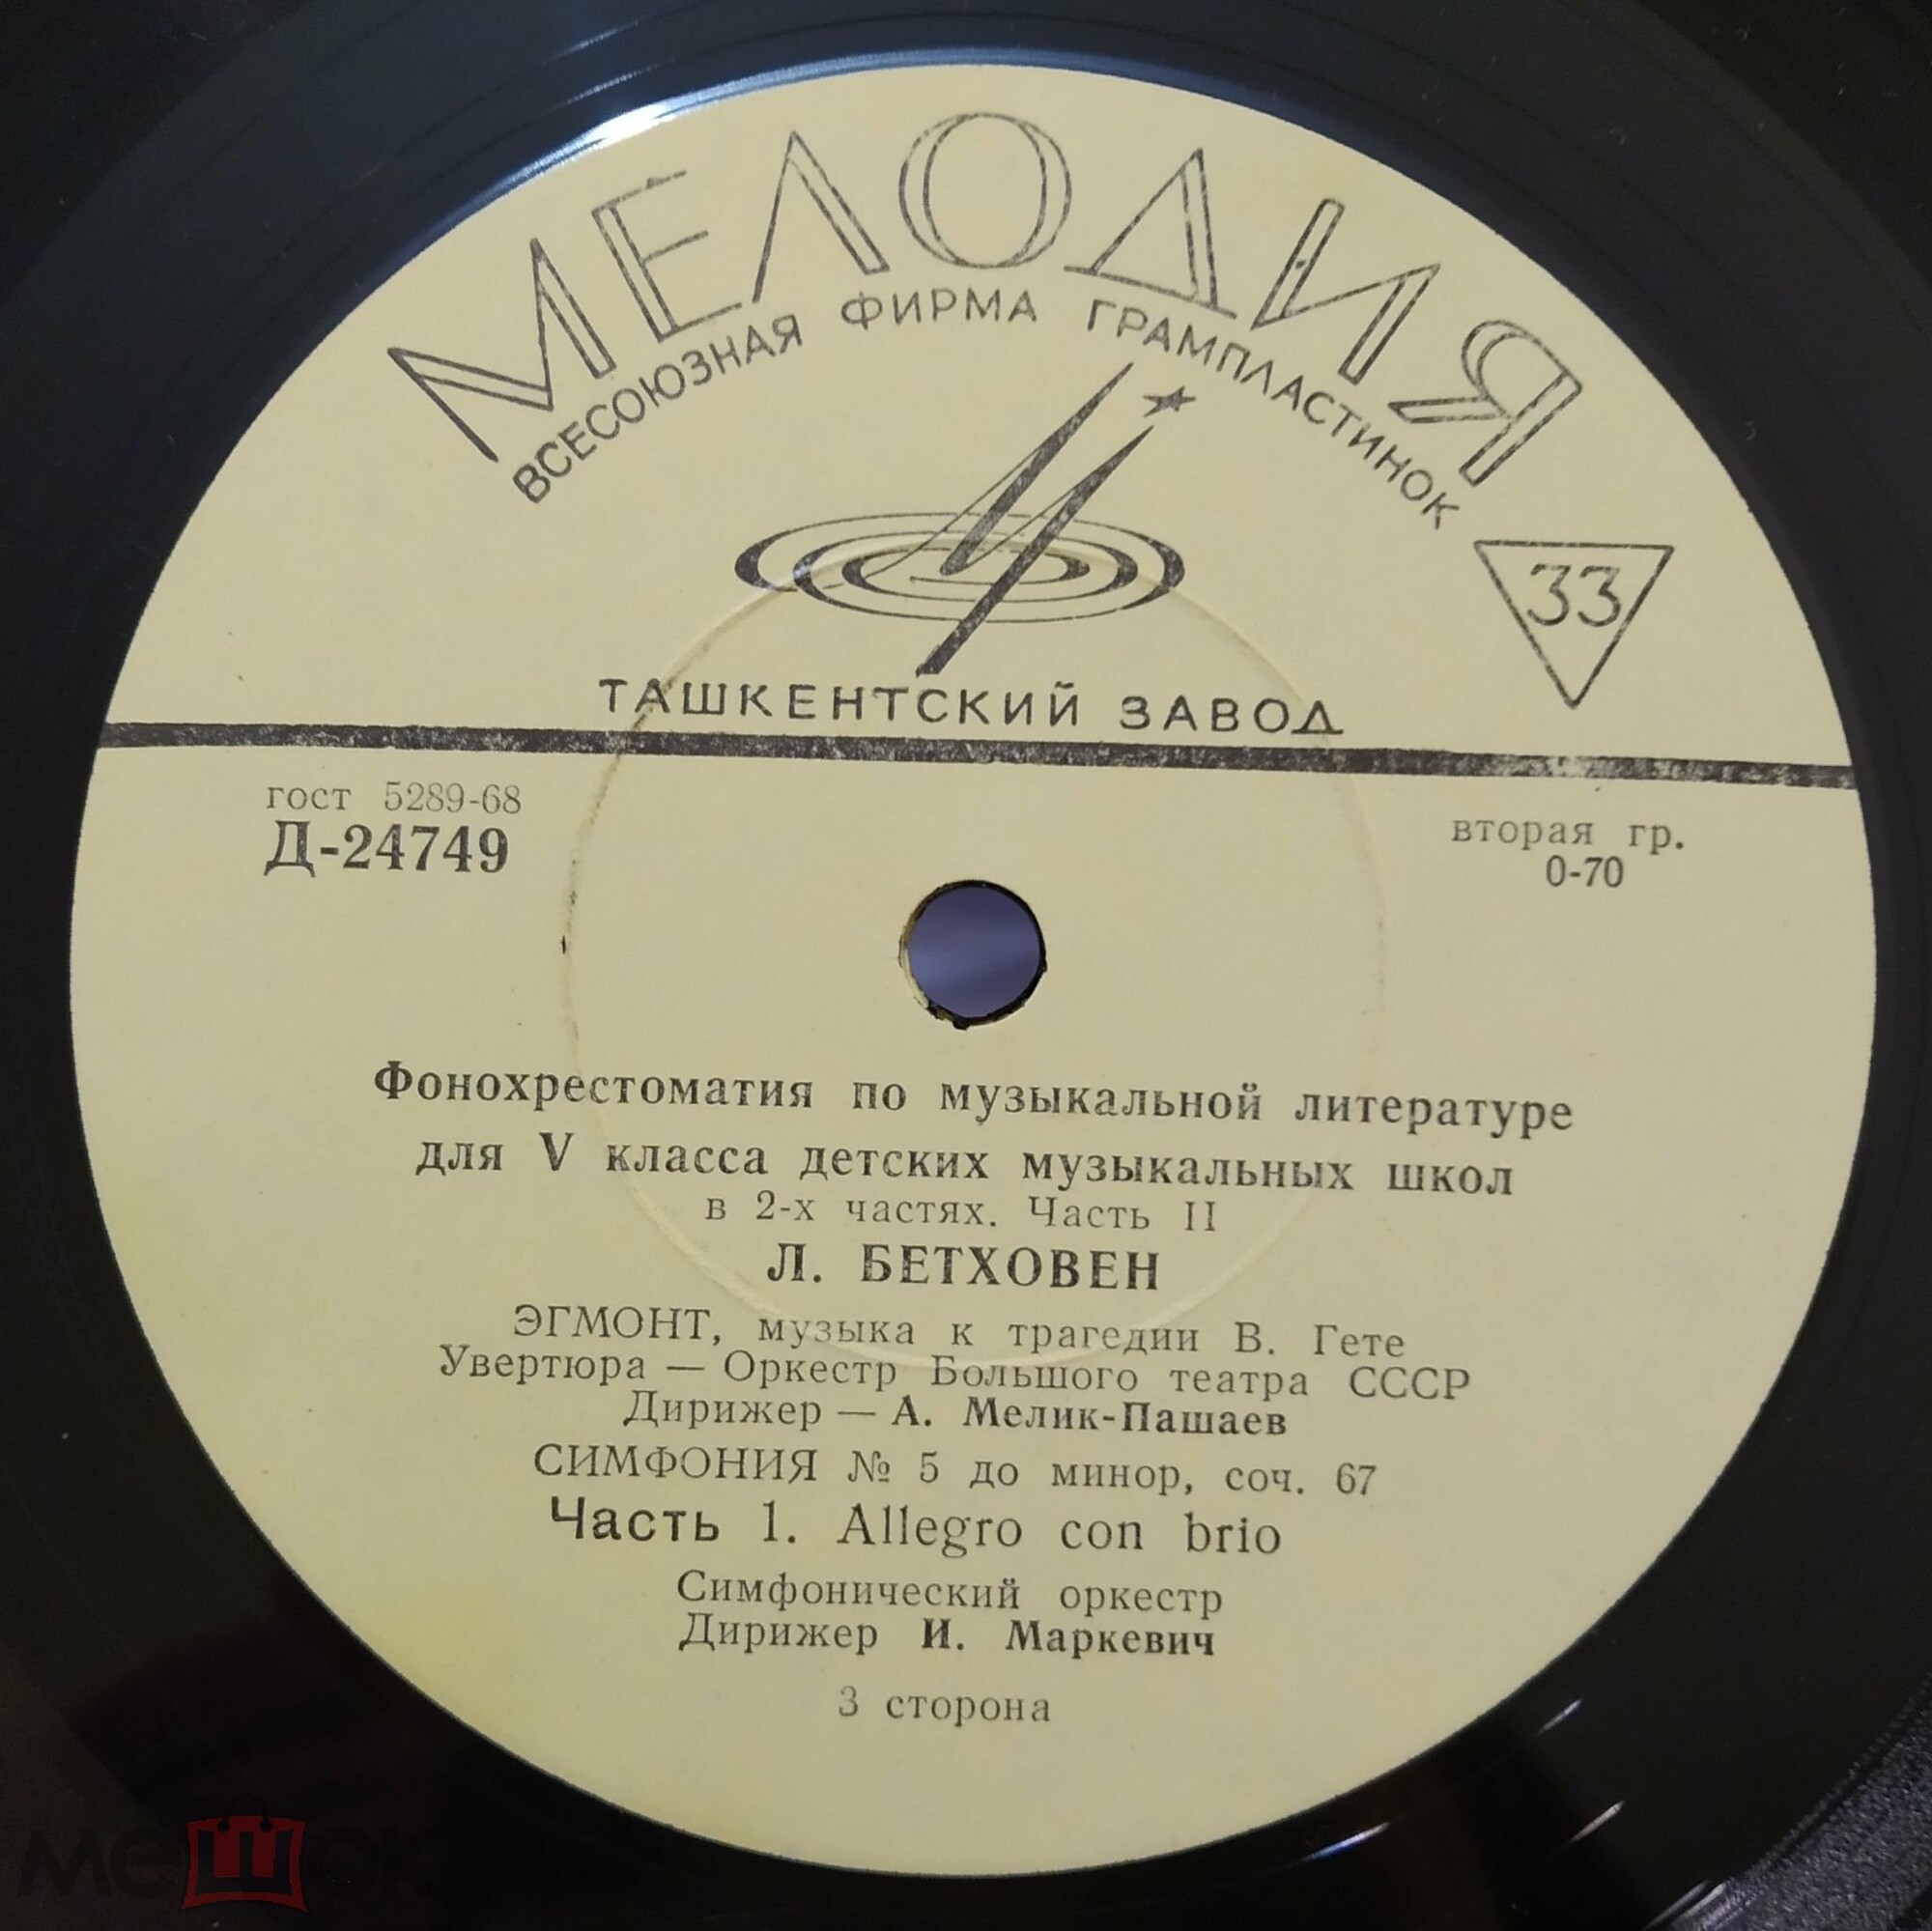 МЕЛОДИЯ
ВСЕСОЮЗНАЯ ФИРМА ГРАМПЛАСТИНОК
33
ТАШКЕНТСКИЙ ЗАВОД
гост 5289-68
Д-24749
вторая гр.
0-70
Фонохрестоматия по музыкальной литературе
для V класса детских музыкальных школ
в 2-х частях. Часть II
Л. БЕТХОВЕН
ЭГМОНТ, музыка к трагедии В. Гете
Увертюра — Оркестр Большого театра СССР
Дирижер — А. Мелик-Пашаев
СИМФОНИЯ № 5 до минор, соч. 67
Часть 1. Allegro con brio
Симфонический оркестр
Дирижер И. Маркевич
3 сторона
мешок